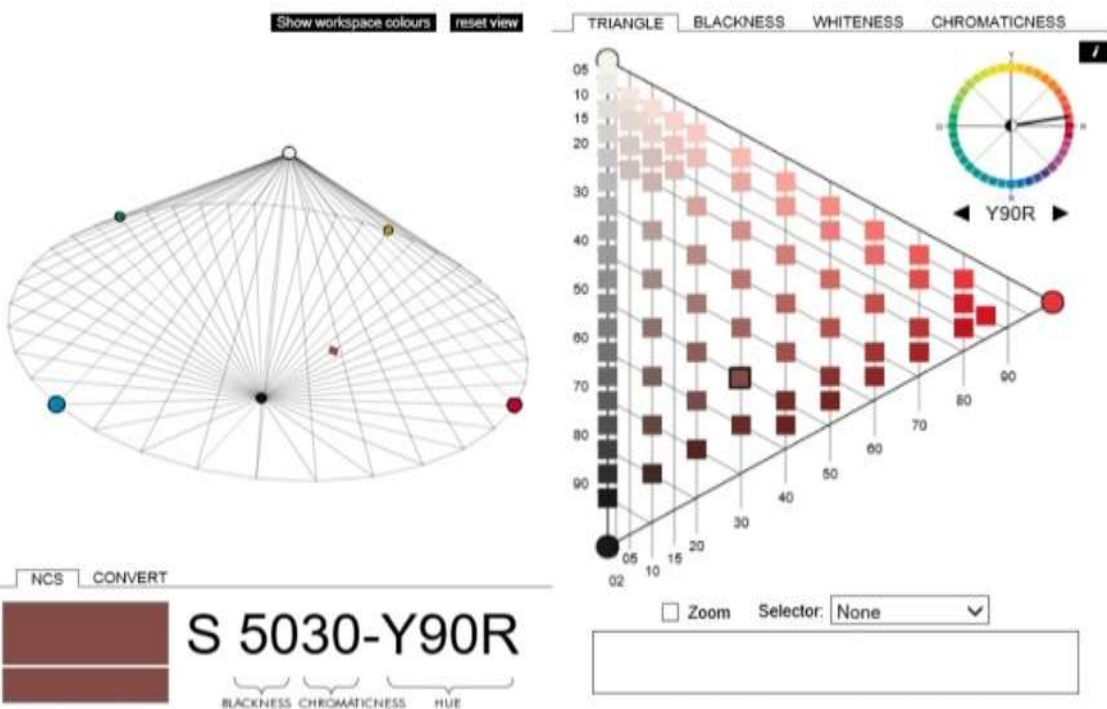 Show workspace colours reset view
TRIANGLE BLACKNESS WHITENESS CHROMATICNESS
i
05
10
15
20
30
40
50
60
70
80
90
Y
R
G
Y90R
90
80
70
60
50
40
30
20
15
10
05
02
NCS CONVERT
S 5030-Y90R
BLACKNESS CHROMATICNESS HUE
Zoom Selector: None